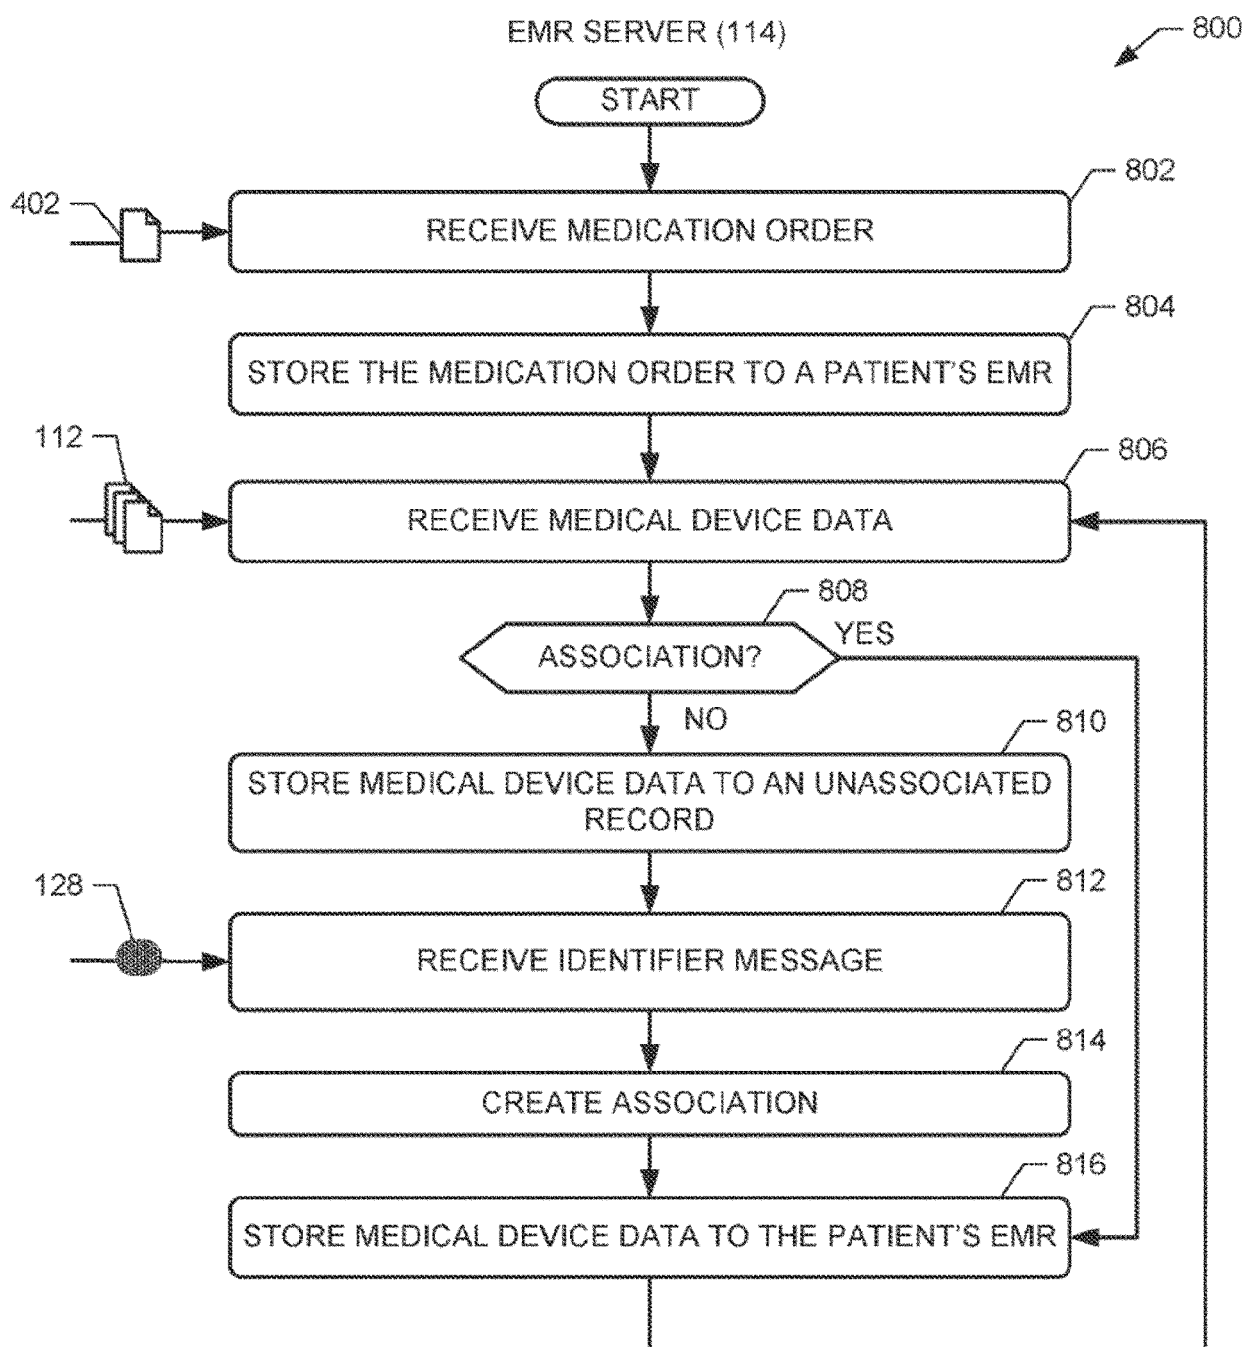 EMR SERVER (114)
800
START
802
402
RECEIVE MEDICATION ORDER
804
STORE THE MEDICATION ORDER TO A PATIENT'S EMR
112
806
RECEIVE MEDICAL DEVICE DATA
808
ASSOCIATION?
YES
NO
810
STORE MEDICAL DEVICE DATA TO AN UNASSOCIATED
RECORD
128
812
RECEIVE IDENTIFIER MESSAGE
814
CREATE ASSOCIATION
816
STORE MEDICAL DEVICE DATA TO THE PATIENT'S EMR